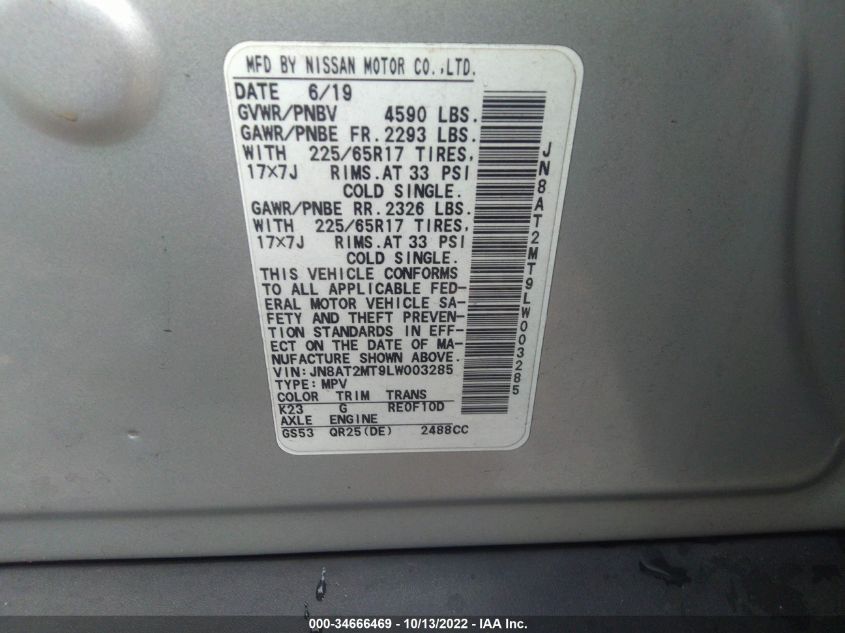 MFD BY NISSAN MOTOR CO.,LTD.
DATE 6/19
GVWR/PNBV 4590 LBS.
GAWR/PNBE FR. 2293 LBS.
WITH 225/65R17 TIRES,
17×7J RIMS.AT 33 PSI
COLD SINGLE.
GAWR/PNBE RR. 2326 LBS.
WITH 225/65R17 TIRES,
17×7J RIMS.AT 33 PSI
COLD SINGLE.
THIS VEHICLE CONFORMS
TO ALL APPLICABLE FED-
ERAL MOTOR VEHICLE SA-
FETY AND THEFT PREVEN-
TION STANDARDS IN EFF-
ECT ON THE DATE OF MA-
NUFACTURE SHOWN ABOVE.
VIN: JN8AT2MT9LW003285
TYPE: MPV
COLOR TRIM TRANS
K23 G RE0F10D
AXLE ENGINE
GS53 QR25(DE) 2488CC
JN8AT2MT9LW003285
000-34666469 - 10/13/2022 - IAA Inc.